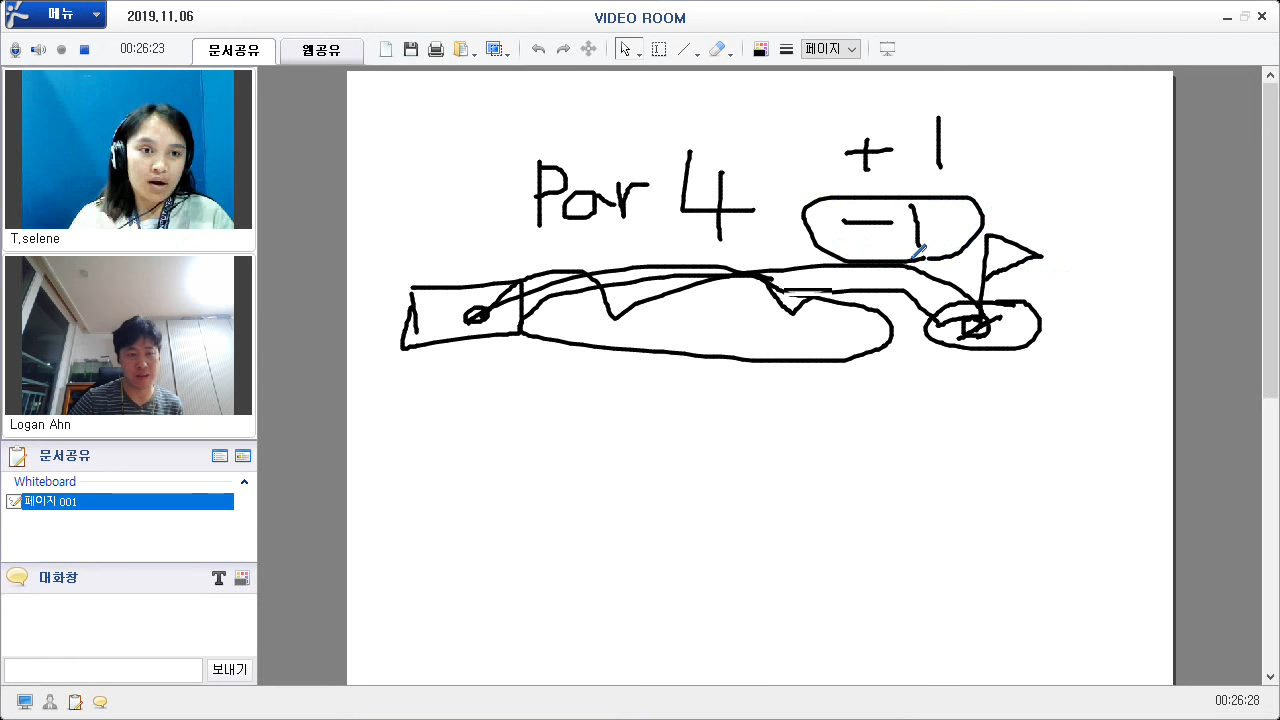 메뉴
2019.11.06
VIDEO ROOM
00:26:23
문서공유
웹공유
페이지
T.selene
Logan Ahn
문서공유
Whiteboard
페이지 001
대화창
T
보내기
+ 1
Par 4
- 1
00:26:28